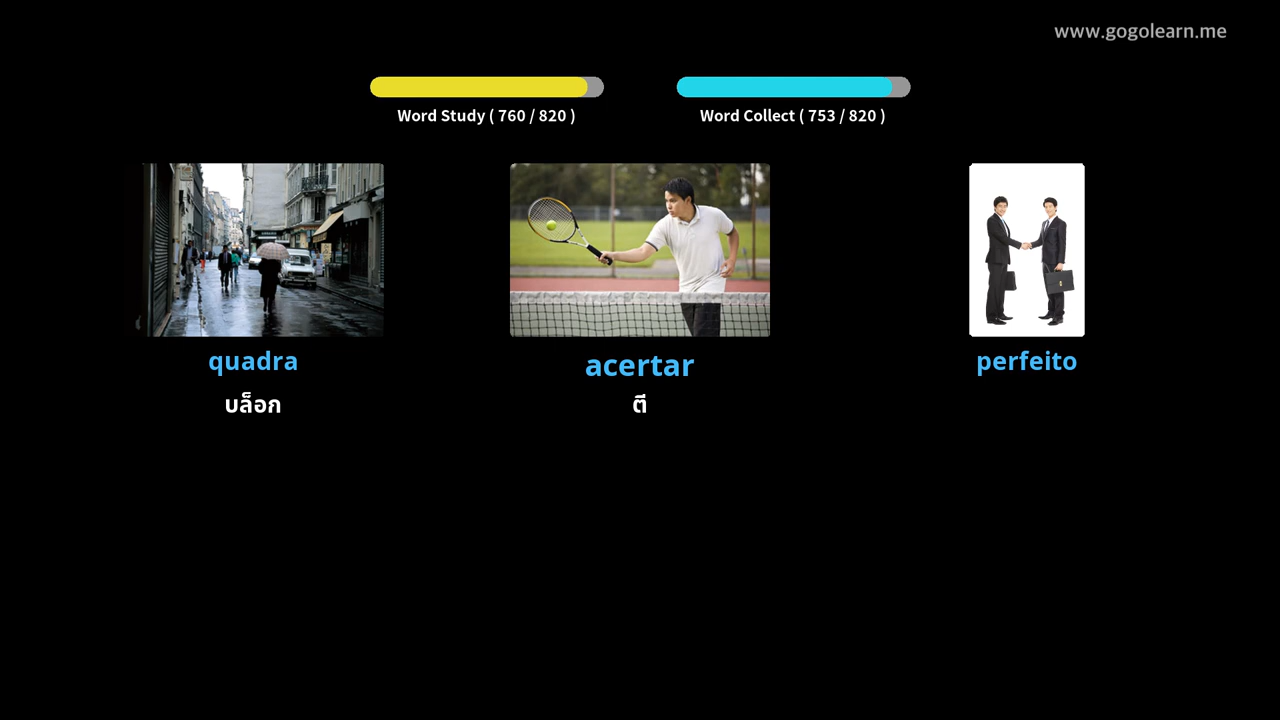 www.gogolearn.me
Word Study ( 760 / 820 )
Word Collect ( 753 / 820 )
quadra
acertar
perfeito
บล็อก
ตี